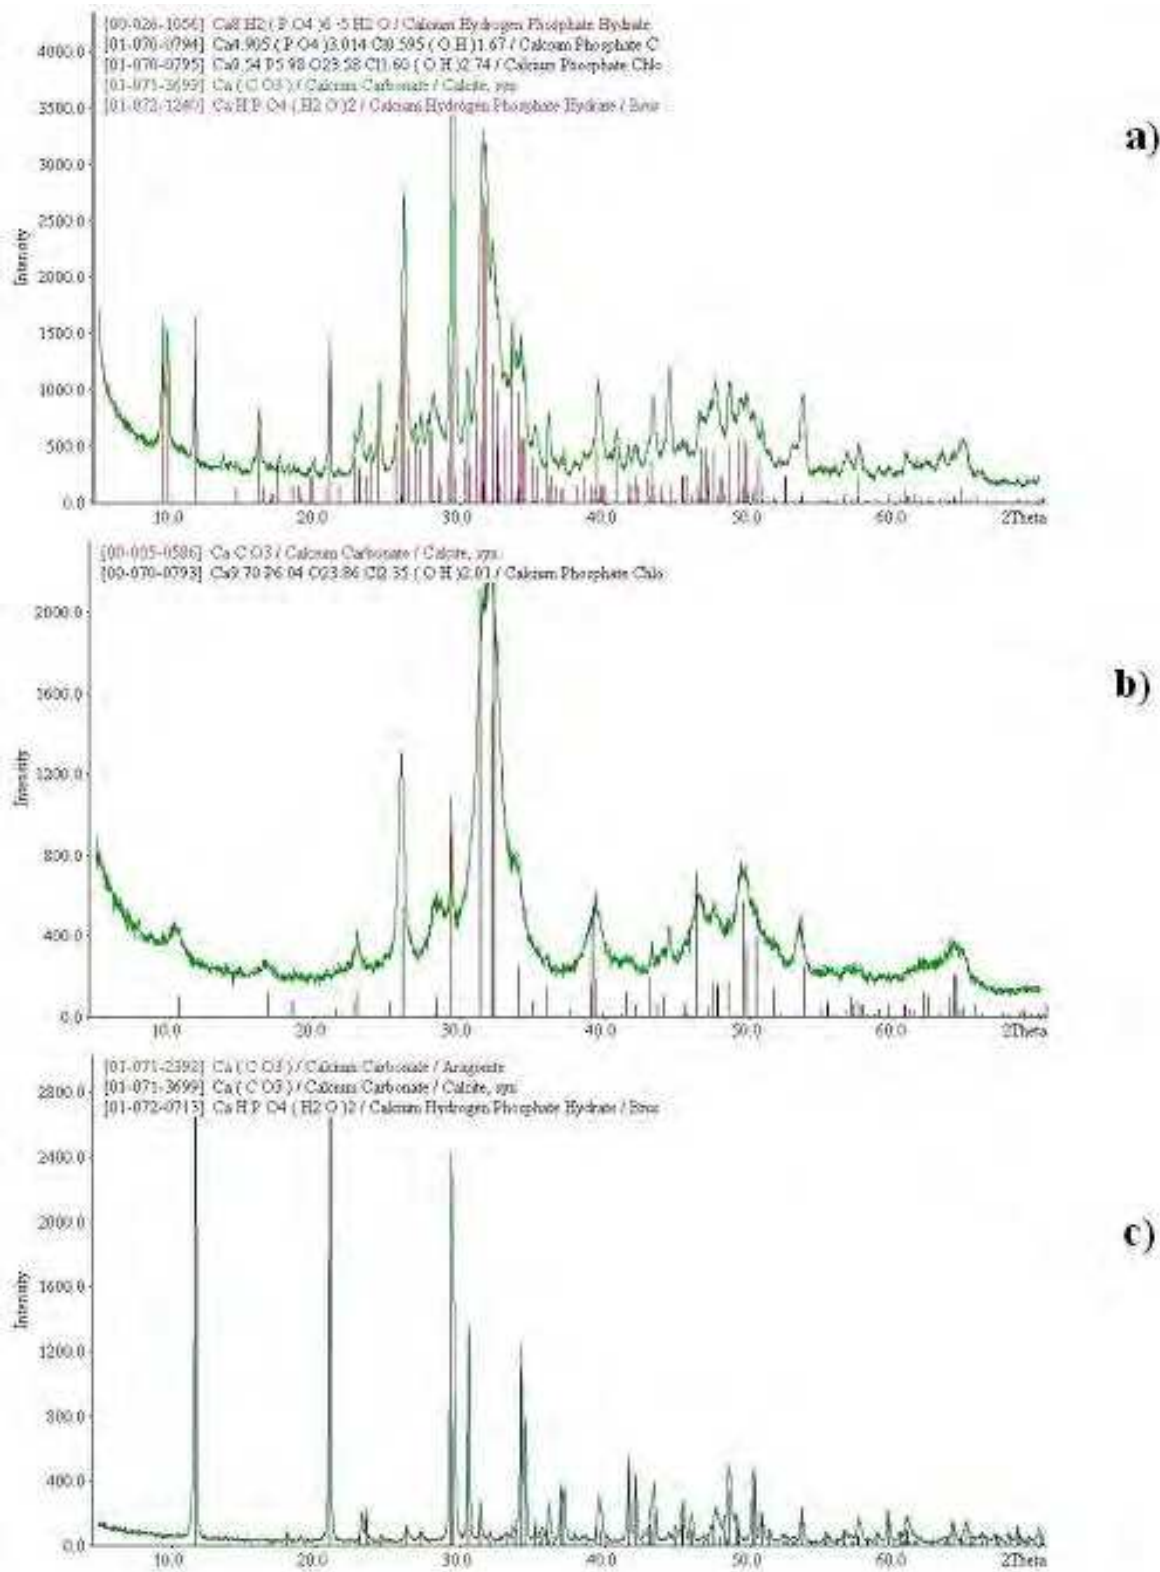 [00-026-1056] Ca8 H2 ( P O4 )6 ·5 H2 O / Calcium Hydrogen Phosphate Hydrate
[01-070-0794] Ca4.905 ( P O4 )3.014 Cl0.595 ( O H )1.67 / Calcium Phosphate C
[01-070-0795] Ca9.54 P5.98 O23.58 Cl1.60 ( O H )2.74 / Calcium Phosphate Chlo
Ca ( C O3 ) / Calcium Carbonate / Calcite, syn
Ca H P O4 ( H2 O )2 / Calcium Hydrogen Phosphate Hydrate / Brus
4000.0
3500.0
3000.0
2500.0
2000.0
1500.0
1000.0
500.0
0.0
Intensity
10.0 20.0 30.0 40.0 50.0 60.0 2Theta
a)
[00-005-0586] Ca C O3 / Calcium Carbonate / Calcite, syn
[00-070-0793] Ca9.70 P6.04 O23.86 Cl2.35 ( O H )2.01 / Calcium Phosphate Chlo
2000.0
1600.0
1200.0
800.0
400.0
0.0
Intensity
10.0 20.0 30.0 40.0 50.0 60.0 2Theta
b)
[01-071-2392] Ca ( C O3 ) / Calcium Carbonate / Aragonite
[01-071-3699] Ca ( C O3 ) / Calcium Carbonate / Calcite, syn
[01-072-0713] Ca H P O4 ( H2 O )2 / Calcium Hydrogen Phosphate Hydrate / Brus
2800.0
2400.0
2000.0
1600.0
1200.0
800.0
400.0
0.0
Intensity
10.0 20.0 30.0 40.0 50.0 60.0 2Theta
c)